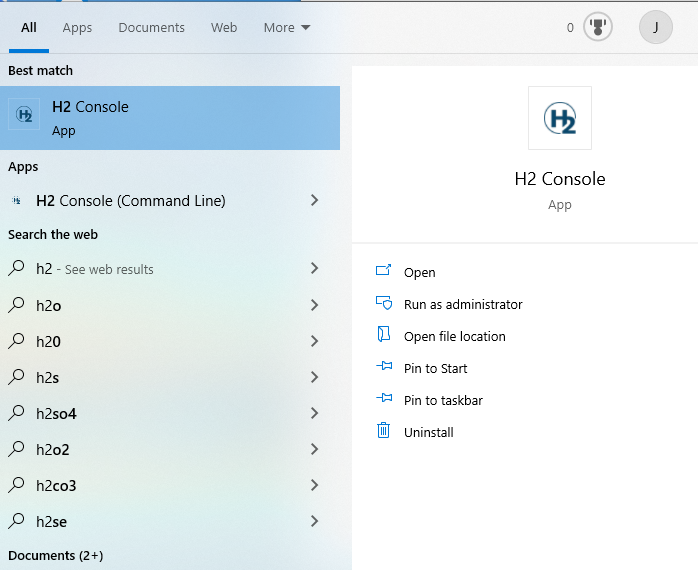 All Apps Documents Web More 0 J
Best match
H2 Console
App
Apps
H2 Console (Command Line)
Search the web
h2 - See web results
h2o
h20
h2s
h2so4
h2o2
h2co3
h2se
Documents (2+)
H2
H2 Console
App
Open
Run as administrator
Open file location
Pin to Start
Pin to taskbar
Uninstall